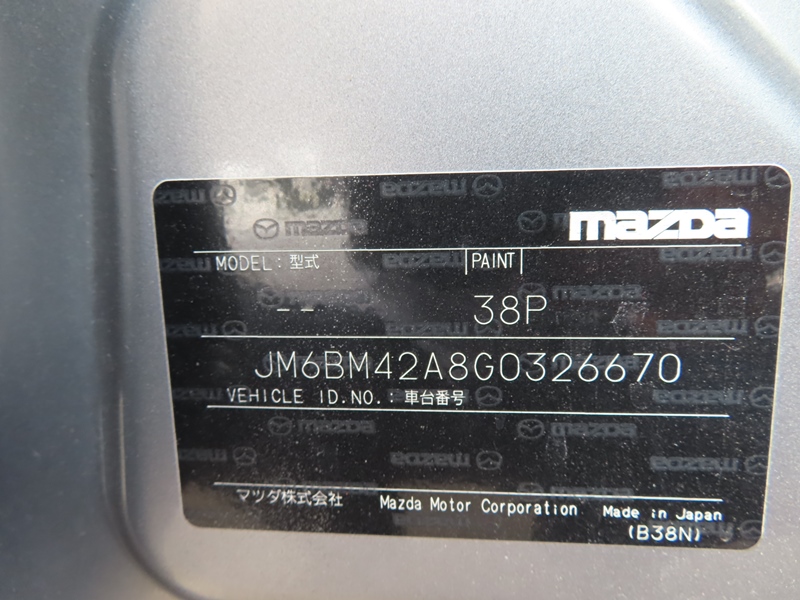 mazda
MODEL : 型式 PAINT
-- 38P
JM6BM42A8G0326670
VEHICLE ID.NO. : 車台番号
マツダ株式会社 Mazda Motor Corporation Made in Japan
(B38N)